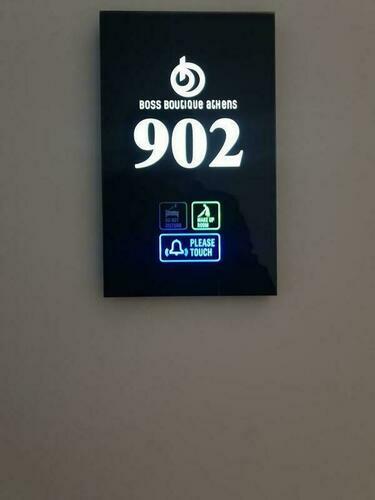 BOSS BOUTIQUE atHENS
902
DO NOT
DISTURB
MAKE UP
ROOM
PLEASE
TOUCH